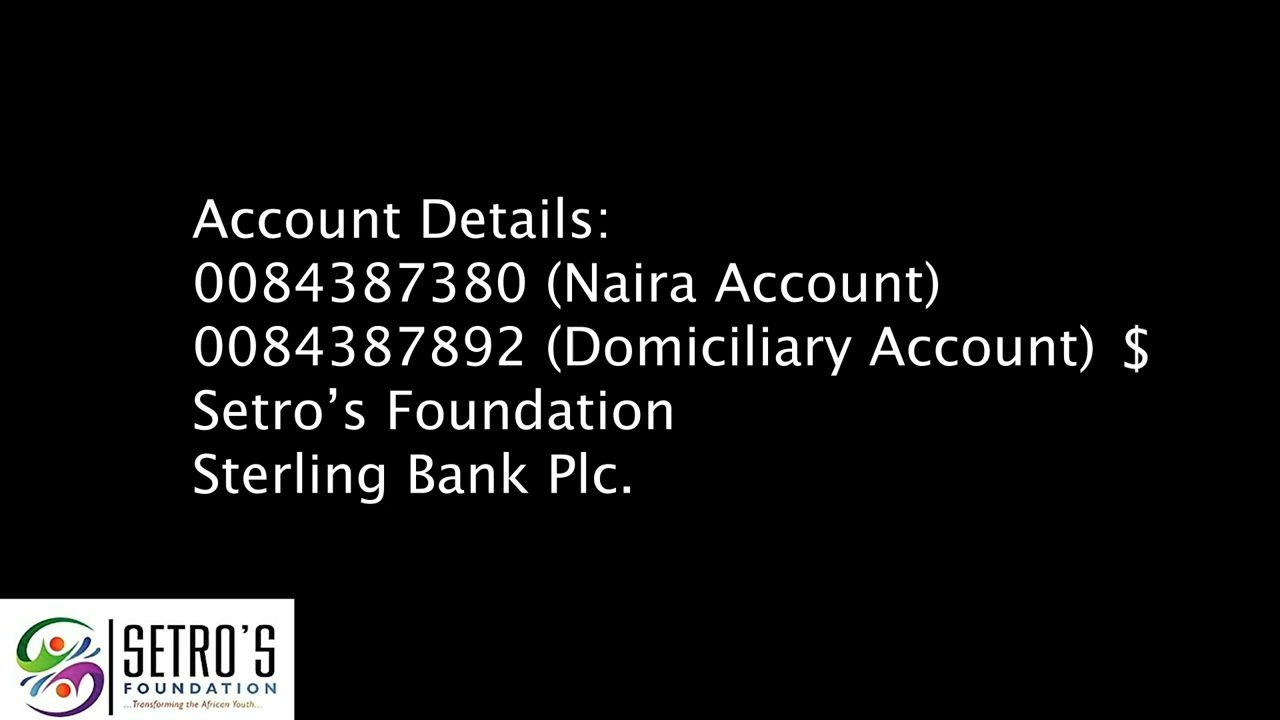 Account Details:
0084387380 (Naira Account)
0084387892 (Domiciliary Account) $
Setro’s Foundation
Sterling Bank Plc.
SETRO'S
FOUNDATION
...Transforming the African Youth...